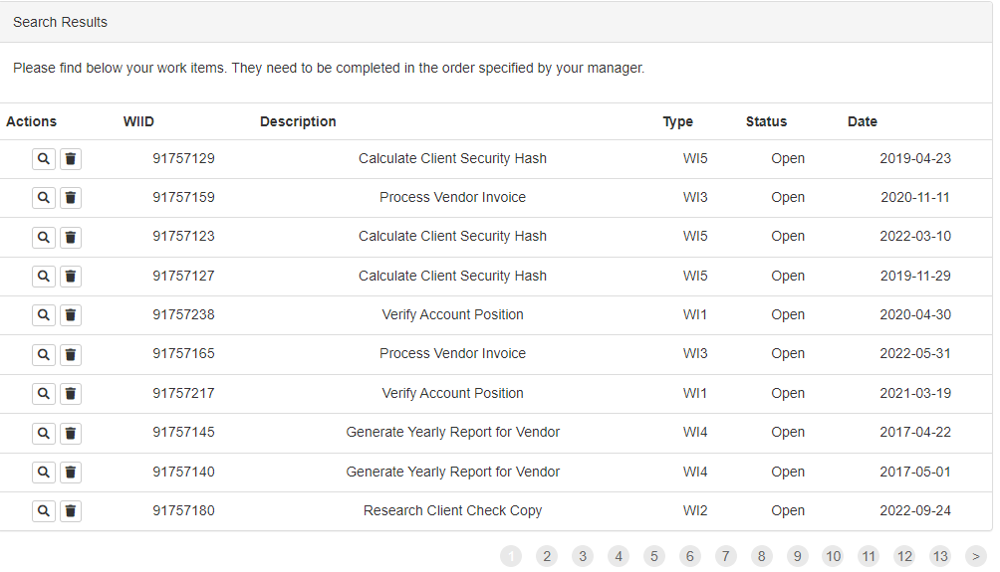 Search Results
Please find below your work items. They need to be completed in the order specified by your manager.
Actions WIID Description Type Status Date
91757129 Calculate Client Security Hash WI5 Open 2019-04-23
91757159 Process Vendor Invoice WI3 Open 2020-11-11
91757123 Calculate Client Security Hash WI5 Open 2022-03-10
91757127 Calculate Client Security Hash WI5 Open 2019-11-29
91757238 Verify Account Position WI1 Open 2020-04-30
91757165 Process Vendor Invoice WI3 Open 2022-05-31
91757217 Verify Account Position WI1 Open 2021-03-19
91757145 Generate Yearly Report for Vendor WI4 Open 2017-04-22
91757140 Generate Yearly Report for Vendor WI4 Open 2017-05-01
91757180 Research Client Check Copy WI2 Open 2022-09-24
1 2 3 4 5 6 7 8 9 10 11 12 13 >